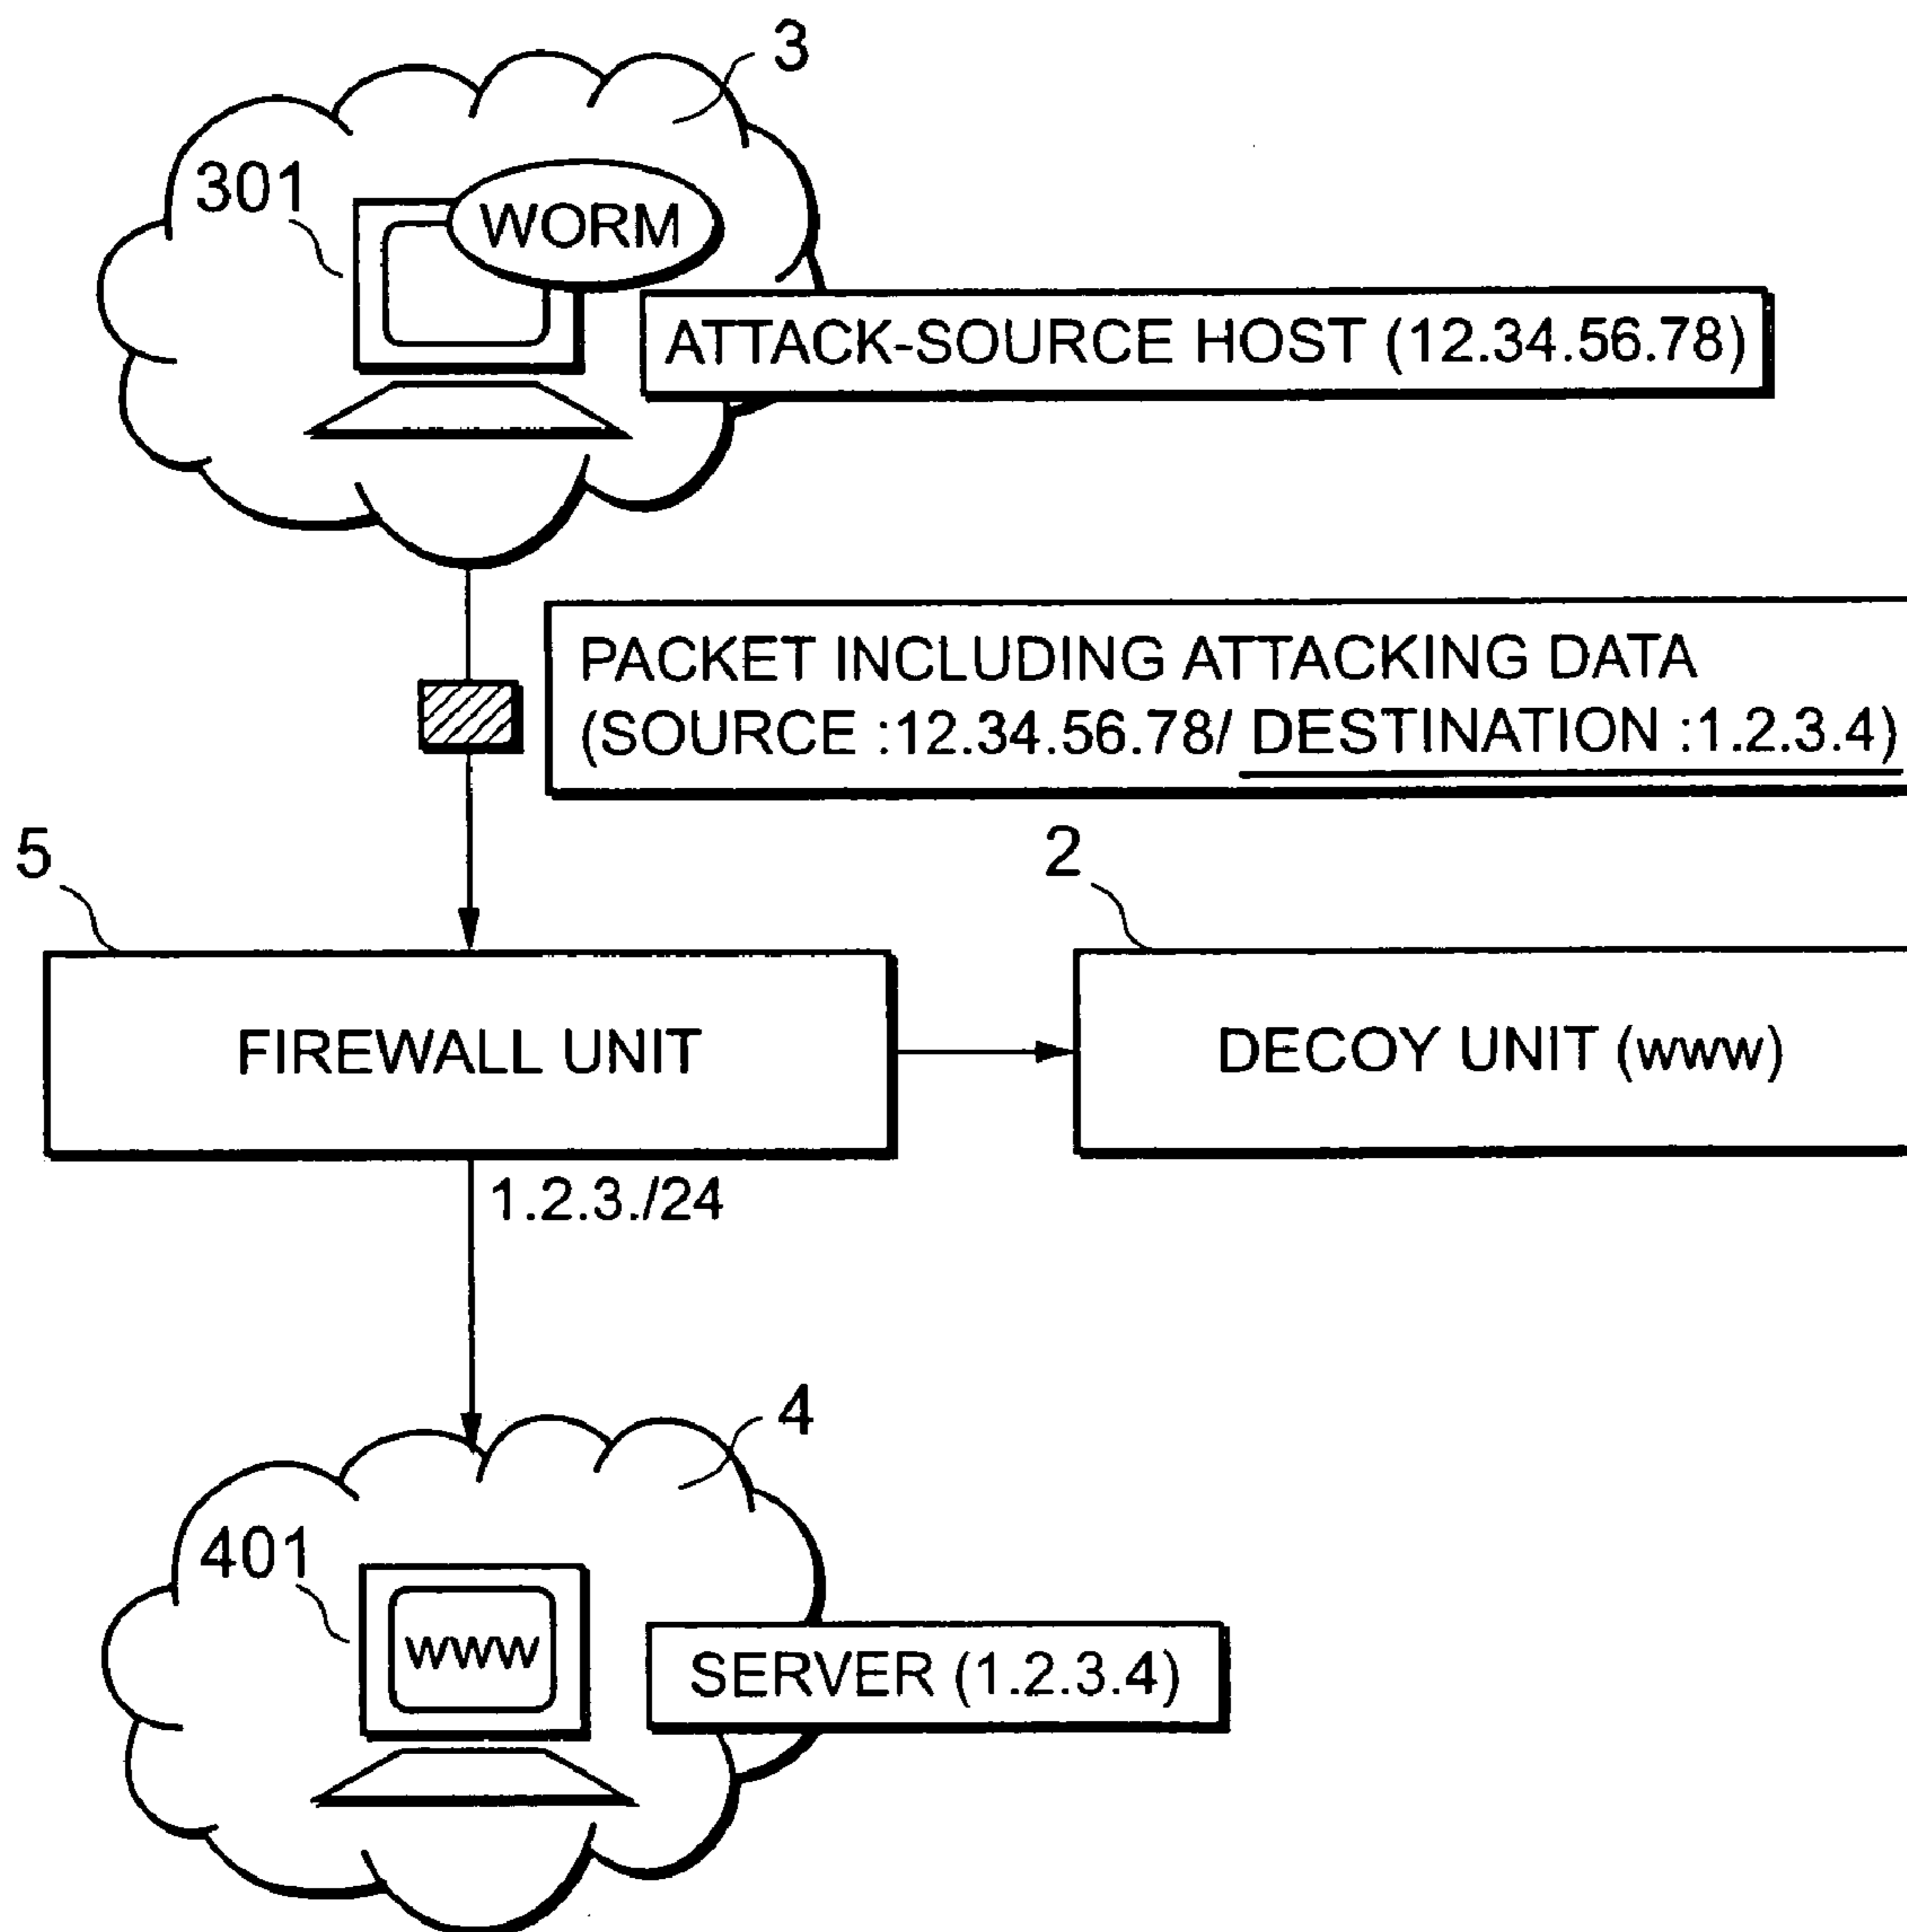 3
301
WORM
ATTACK-SOURCE HOST (12.34.56.78)
PACKET INCLUDING ATTACKING DATA
(SOURCE :12.34.56.78/ DESTINATION :1.2.3.4)
5
2
FIREWALL UNIT
DECOY UNIT (www)
1.2.3./24
4
401
www
SERVER (1.2.3.4)